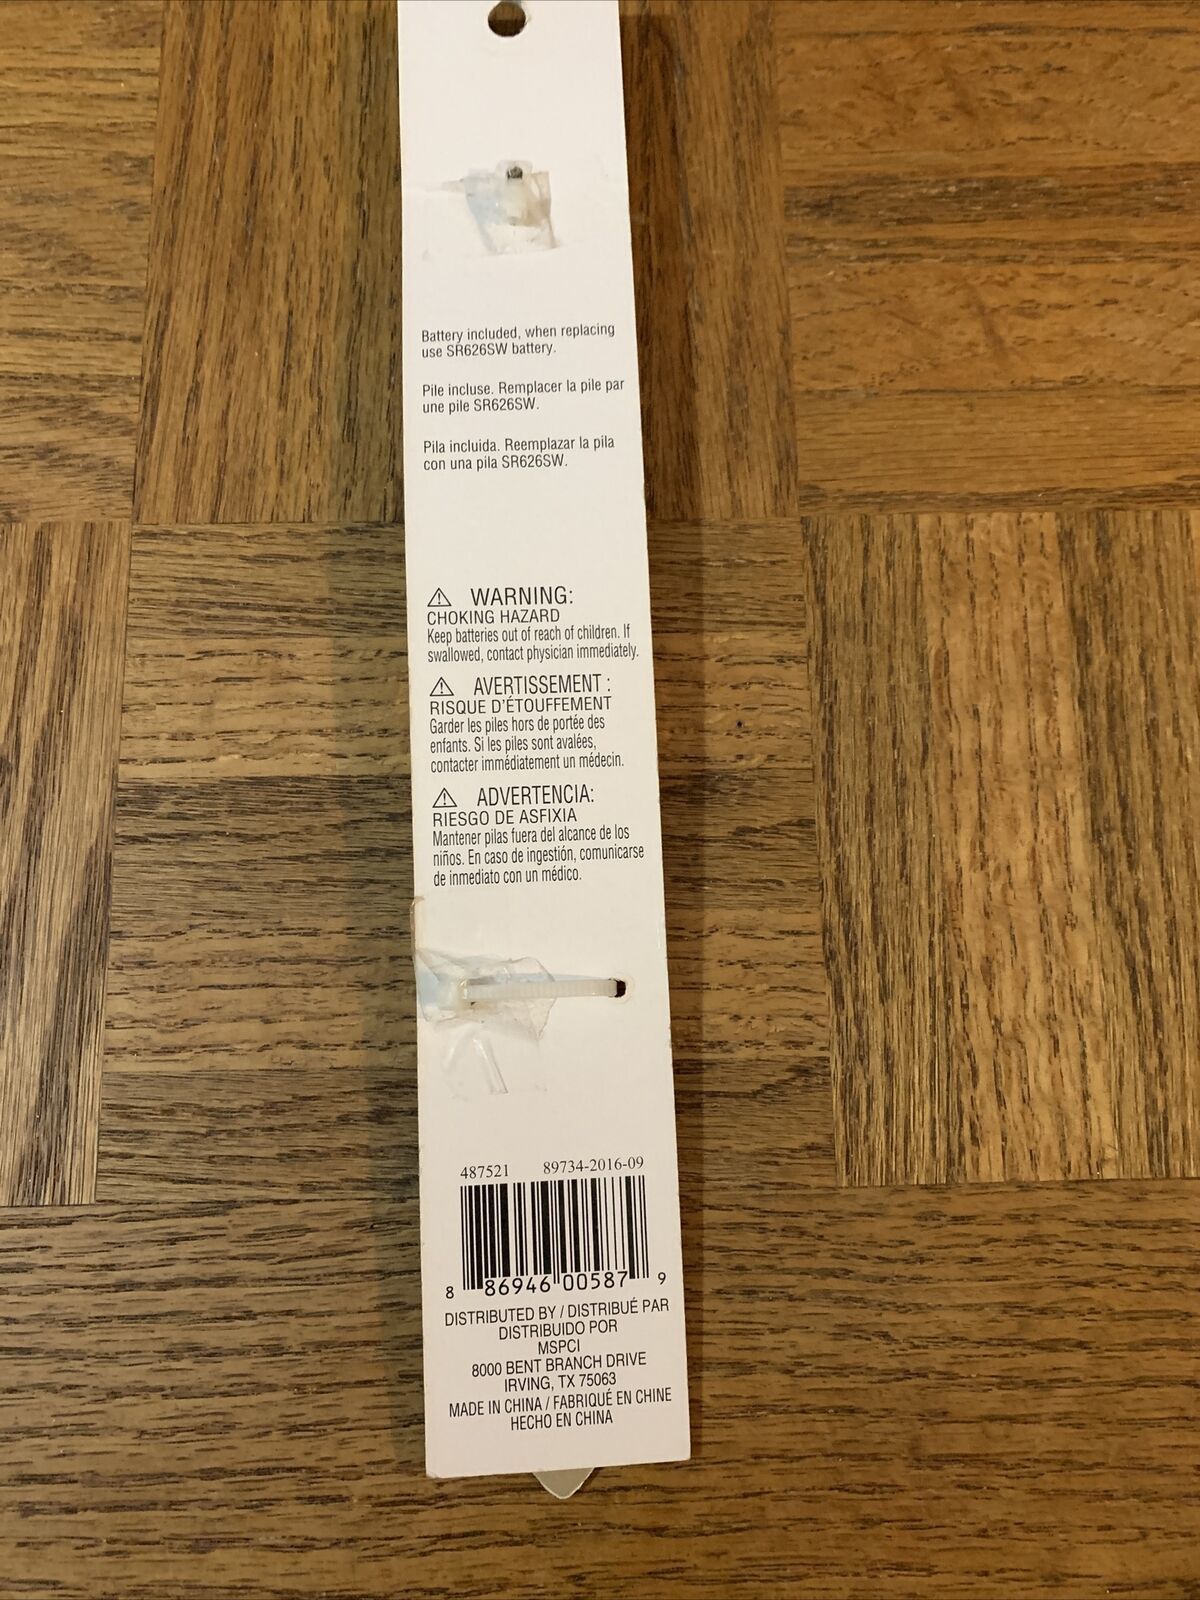 Battery included, when replacing
use SR626SW battery.
Pile incluse. Remplacer la pile par
une pile SR626SW.
Pila incluida. Reemplazar la pila
con una pila SR626SW.
WARNING:
CHOKING HAZARD
Keep batteries out of reach of children. If
swallowed, contact physician immediately.
AVERTISSEMENT :
RISQUE D'ÉTOUFFEMENT
Garder les piles hors de portée des
enfants. Si les piles sont avalées,
contacter immédiatement un médecin.
ADVERTENCIA:
RIESGO DE ASFIXIA
Mantener pilas fuera del alcance de los
niños. En caso de ingestión, comunicarse
de inmediato con un médico.
487521 89734-2016-09
8 86946 00587 9
DISTRIBUTED BY / DISTRIBUÉ PAR
DISTRIBUIDO POR
MSPCI
8000 BENT BRANCH DRIVE
IRVING, TX 75063
MADE IN CHINA / FABRIQUÉ EN CHINE
HECHO EN CHINA